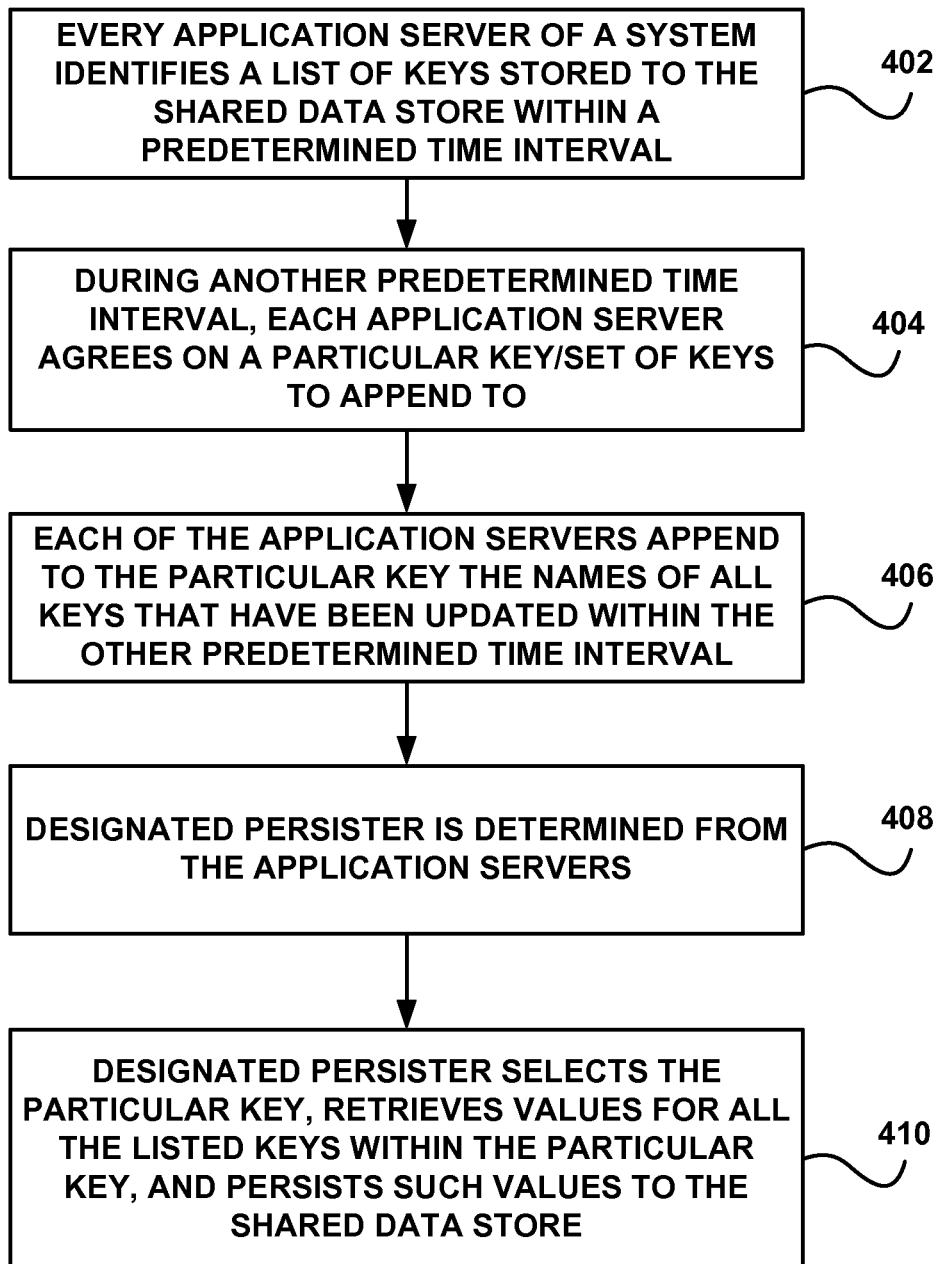 EVERY APPLICATION SERVER OF A SYSTEM
IDENTIFIES A LIST OF KEYS STORED TO THE
SHARED DATA STORE WITHIN A
PREDETERMINED TIME INTERVAL
402
DURING ANOTHER PREDETERMINED TIME
INTERVAL, EACH APPLICATION SERVER
AGREES ON A PARTICULAR KEY/SET OF KEYS
TO APPEND TO
404
EACH OF THE APPLICATION SERVERS APPEND
TO THE PARTICULAR KEY THE NAMES OF ALL
KEYS THAT HAVE BEEN UPDATED WITHIN THE
OTHER PREDETERMINED TIME INTERVAL
406
DESIGNATED PERSISTER IS DETERMINED FROM
THE APPLICATION SERVERS
408
DESIGNATED PERSISTER SELECTS THE
PARTICULAR KEY, RETRIEVES VALUES FOR ALL
THE LISTED KEYS WITHIN THE PARTICULAR
KEY, AND PERSISTS SUCH VALUES TO THE
SHARED DATA STORE
410